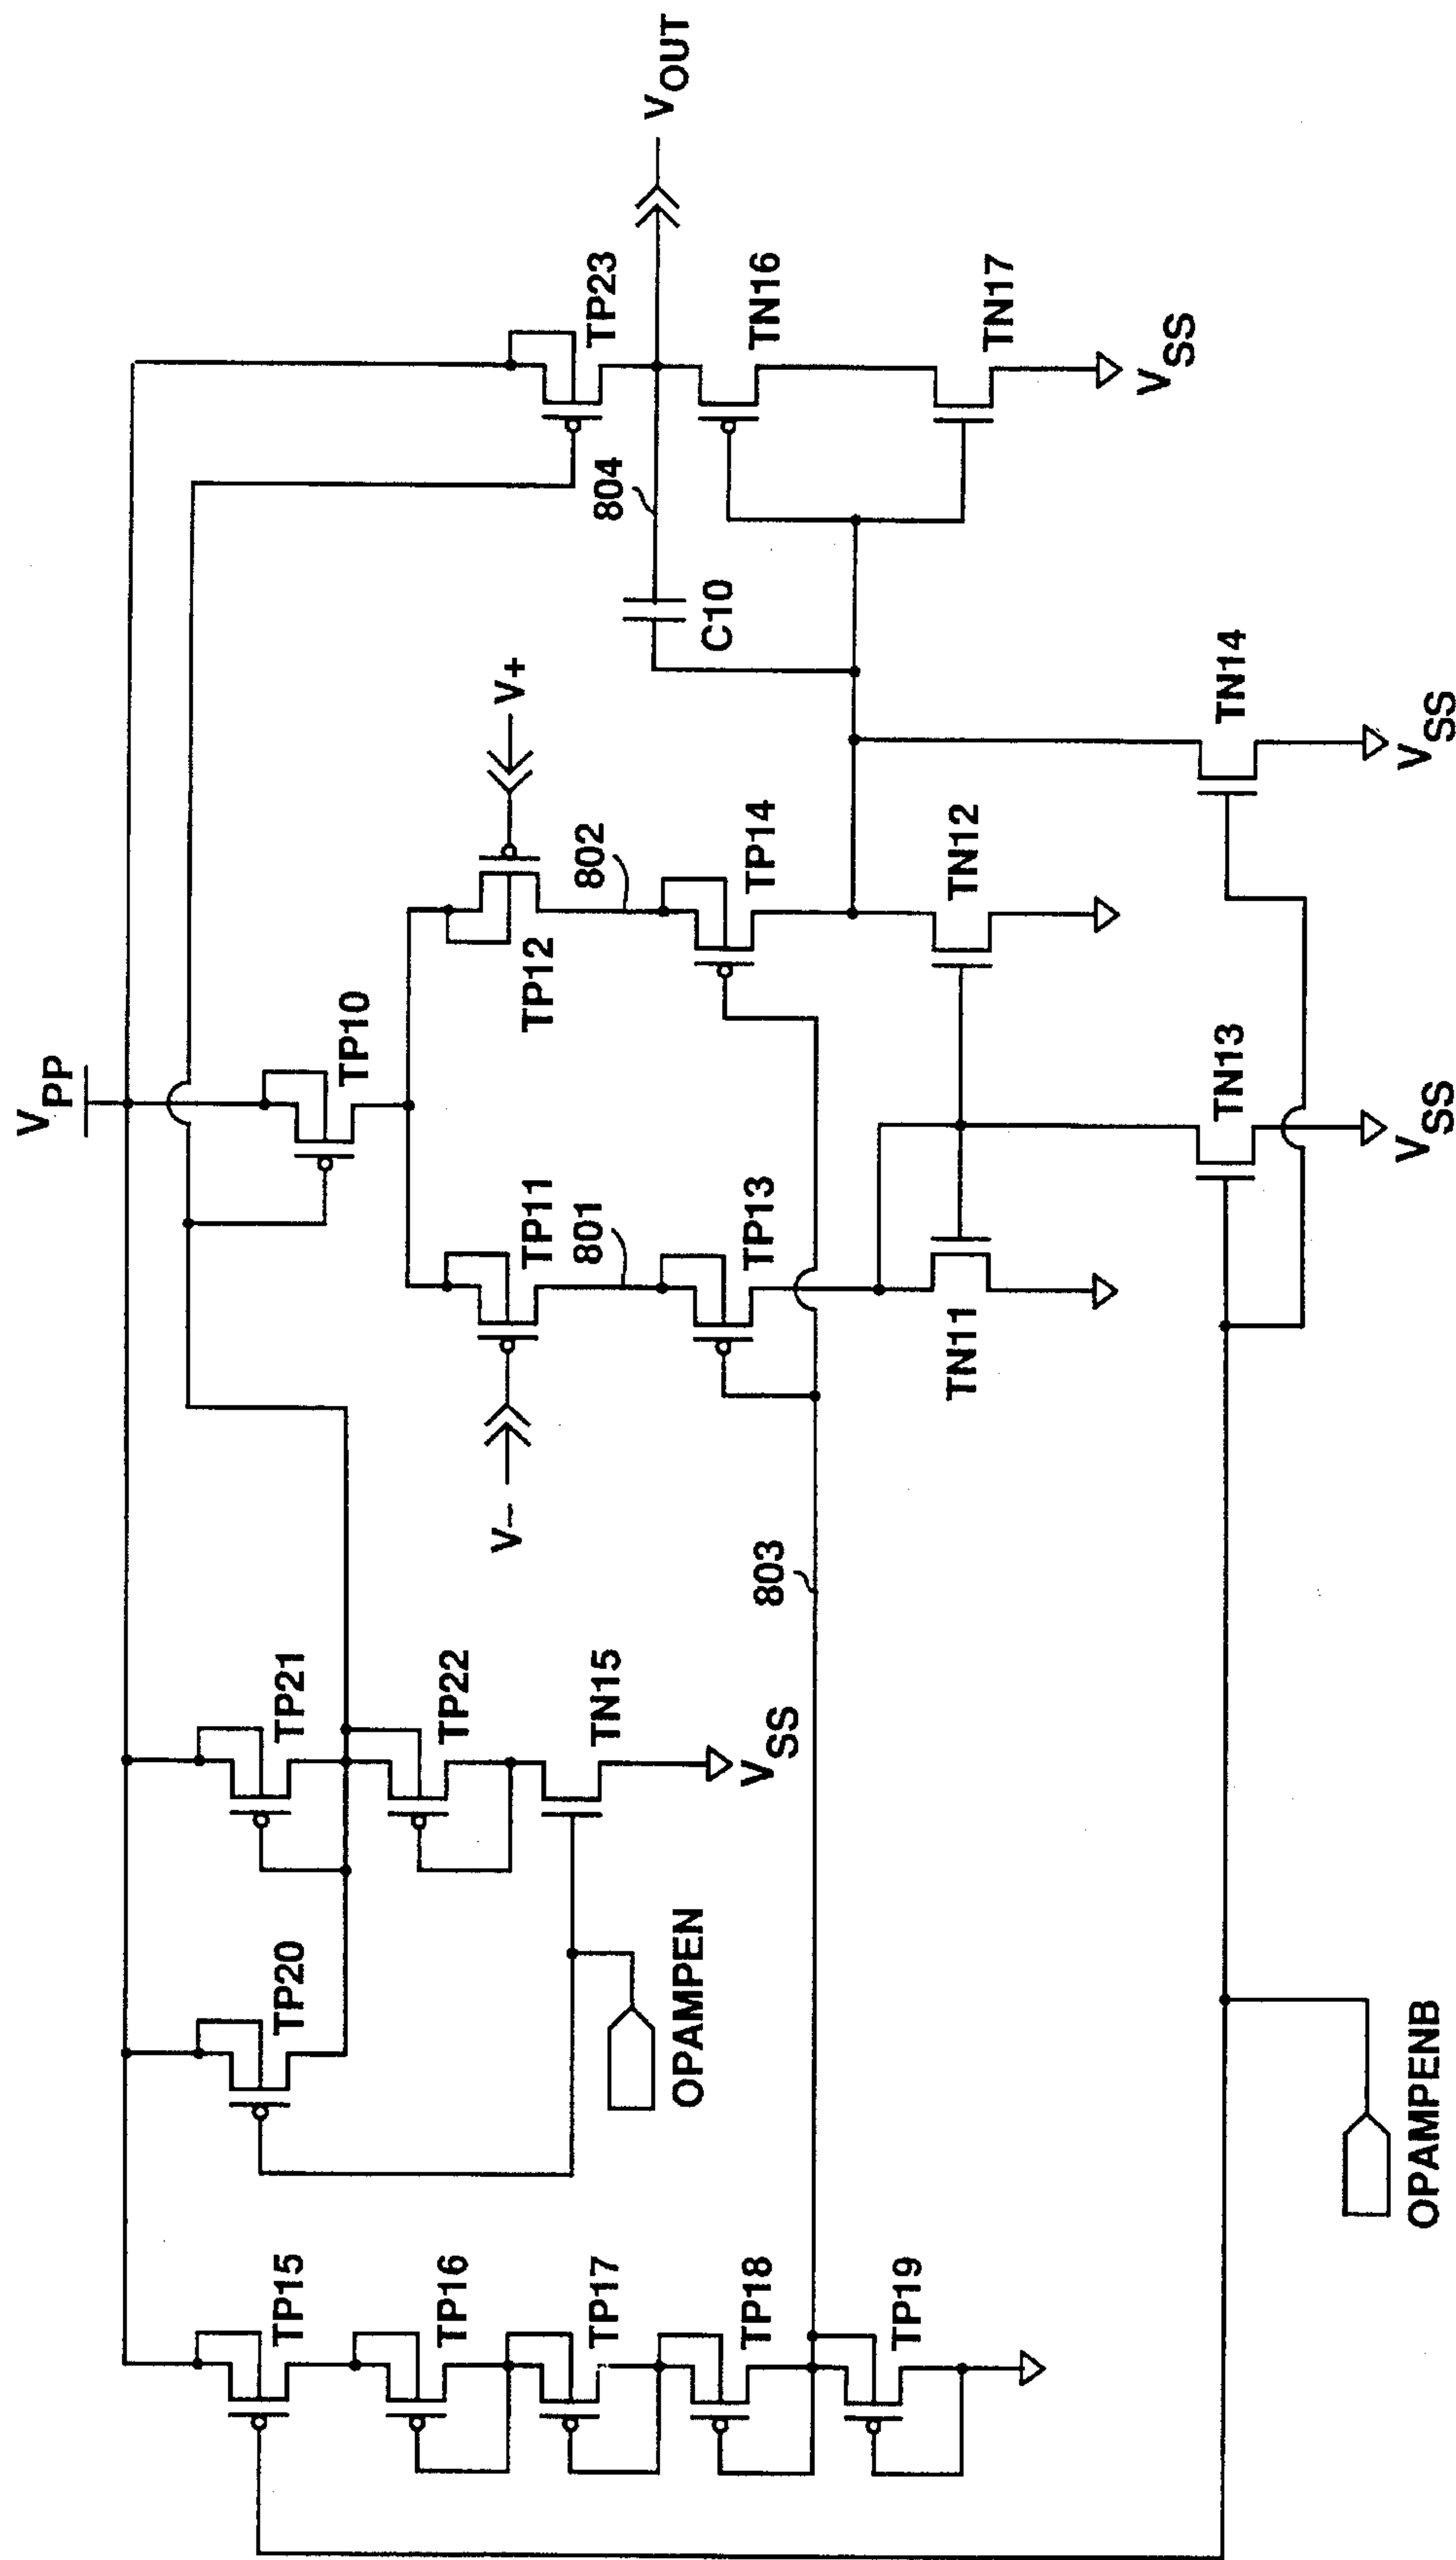 VPP
TP15
TP16
TP17
TP18
TP19
TP20
TP21
TP22
TN15
VSS
OPAMPEN
OPAMPENB
803
V–
TP10
TP11
801
TP13
TN11
TN13
VSS
V+
TP12
802
TP14
TN12
TN14
VSS
C10
804
TP23
TN16
TN17
VSS
VOUT